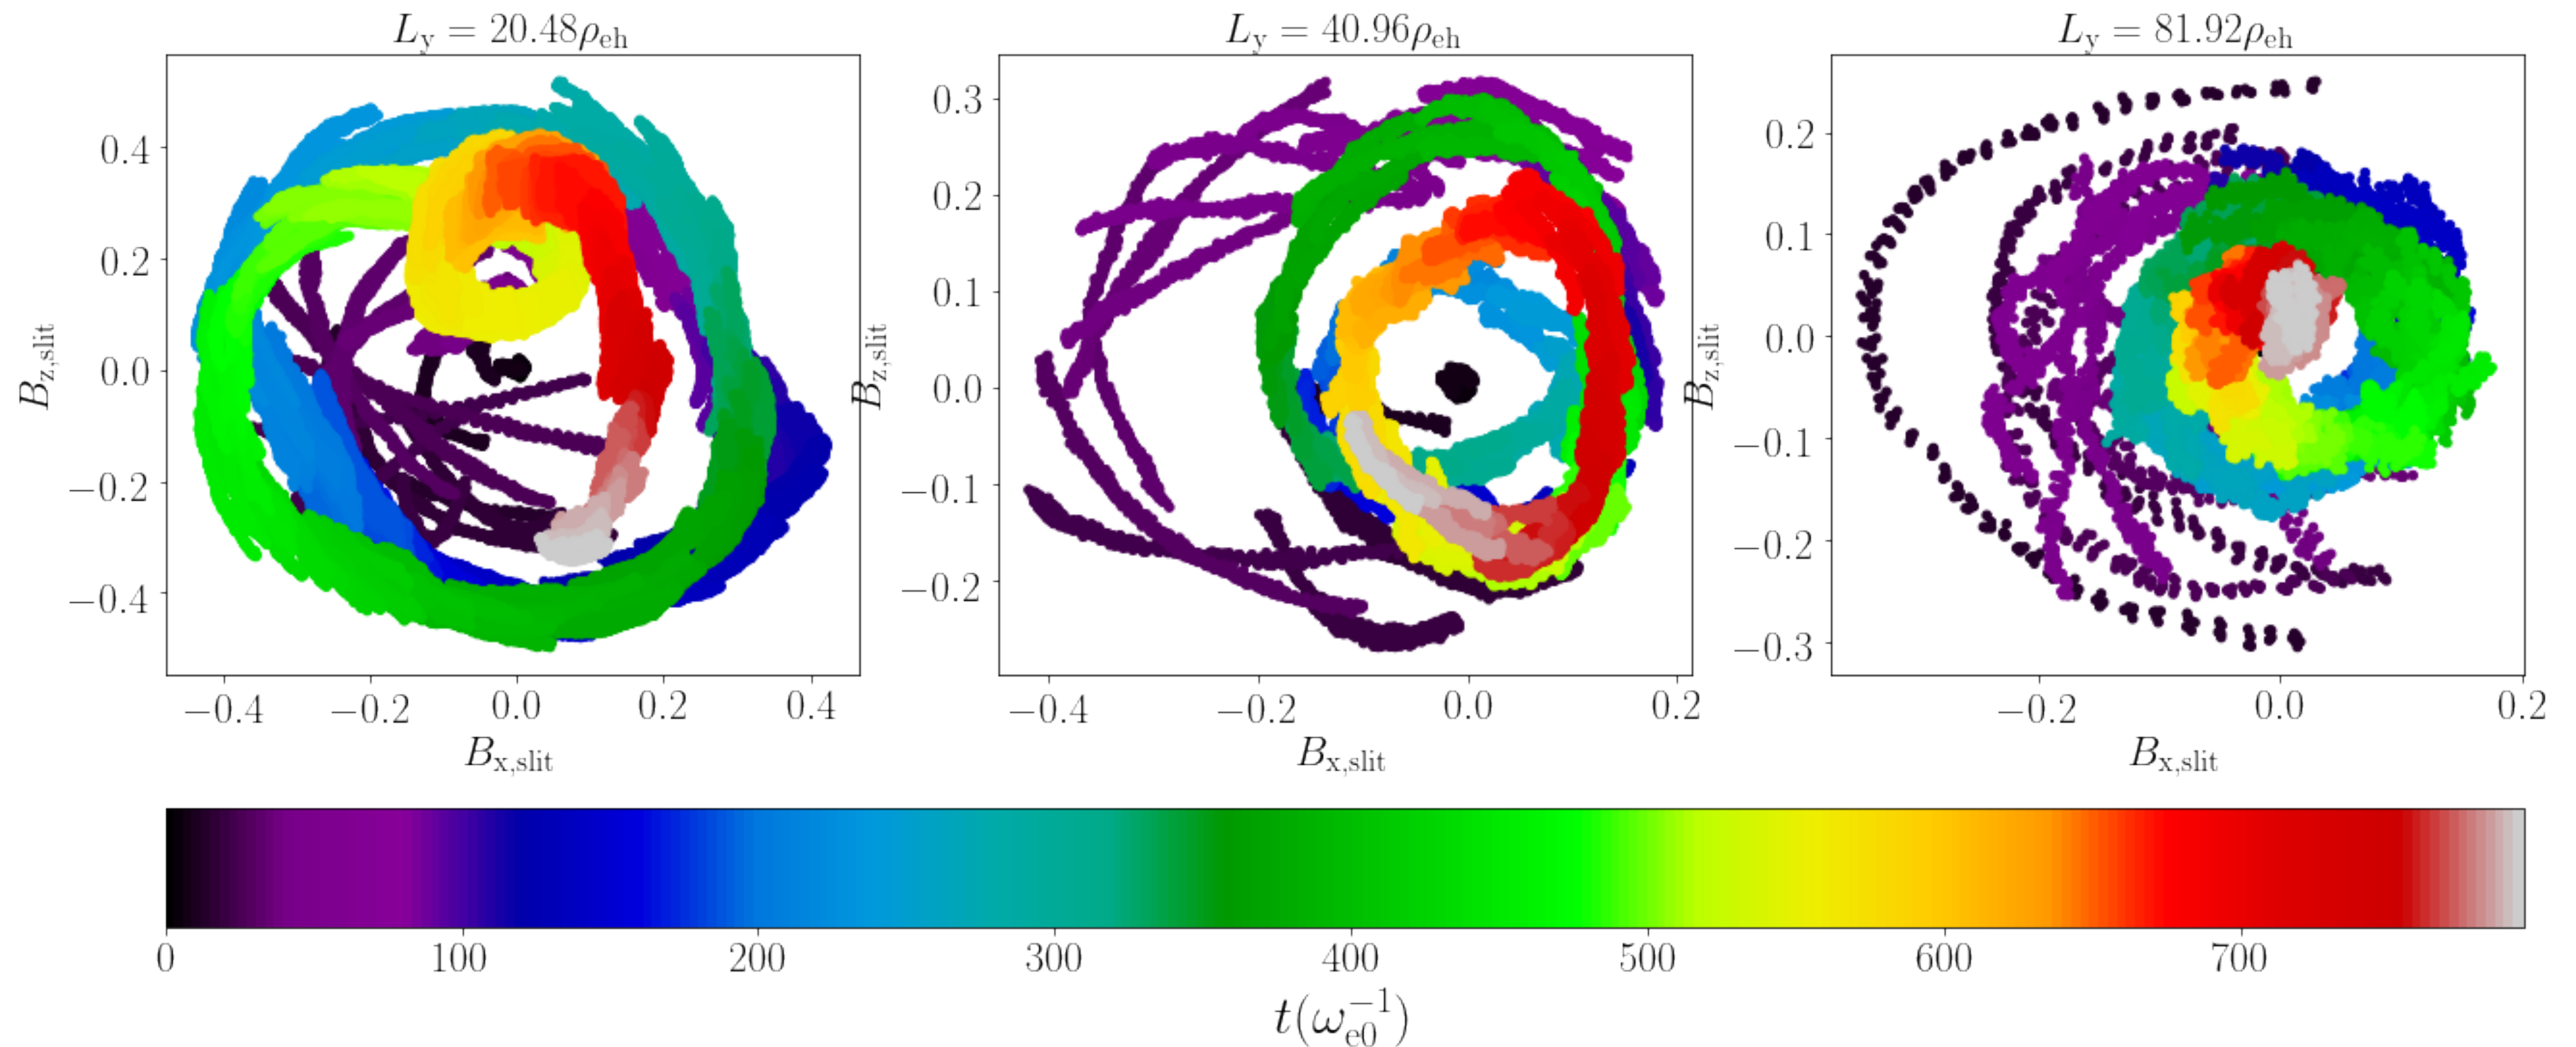 L_y = 20.48ρ_eh
L_y = 40.96ρ_eh
L_y = 81.92ρ_eh
B_z,slit
0.4
0.2
0.0
−0.2
−0.4
−0.4 −0.2 0.0 0.2 0.4
B_x,slit
B_z,slit
0.3
0.2
0.1
0.0
−0.1
−0.2
−0.4 −0.2 0.0 0.2
B_x,slit
B_z,slit
0.2
0.1
0.0
−0.1
−0.2
−0.3
−0.2 0.0 0.2
B_x,slit
0 100 200 300 400 500 600 700
t(ω_e0^−1)